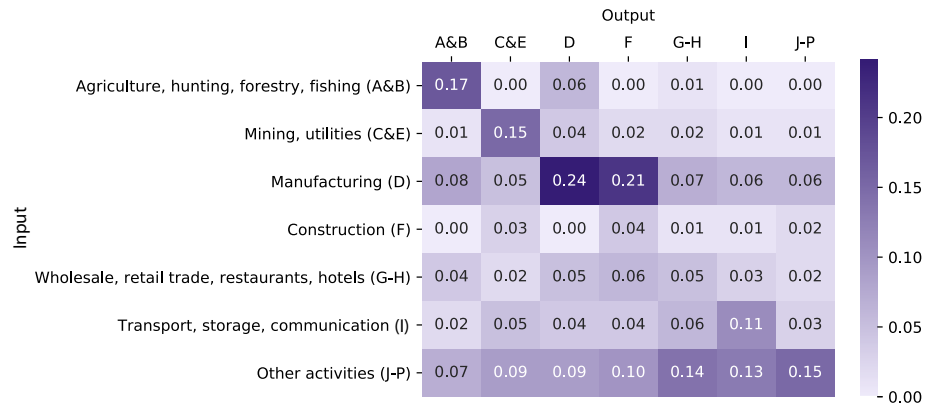 Output
A&B C&E D F G-H I J-P
Agriculture, hunting, forestry, fishing (A&B) 0.17 0.00 0.06 0.00 0.01 0.00 0.00
Mining, utilities (C&E) 0.01 0.15 0.04 0.02 0.02 0.01 0.01
Manufacturing (D) 0.08 0.05 0.24 0.21 0.07 0.06 0.06
Construction (F) 0.00 0.03 0.00 0.04 0.01 0.01 0.02
Wholesale, retail trade, restaurants, hotels (G-H) 0.04 0.02 0.05 0.06 0.05 0.03 0.02
Transport, storage, communication (I) 0.02 0.05 0.04 0.04 0.06 0.11 0.03
Other activities (J-P) 0.07 0.09 0.09 0.10 0.14 0.13 0.15
Input
0.20
0.15
0.10
0.05
0.00